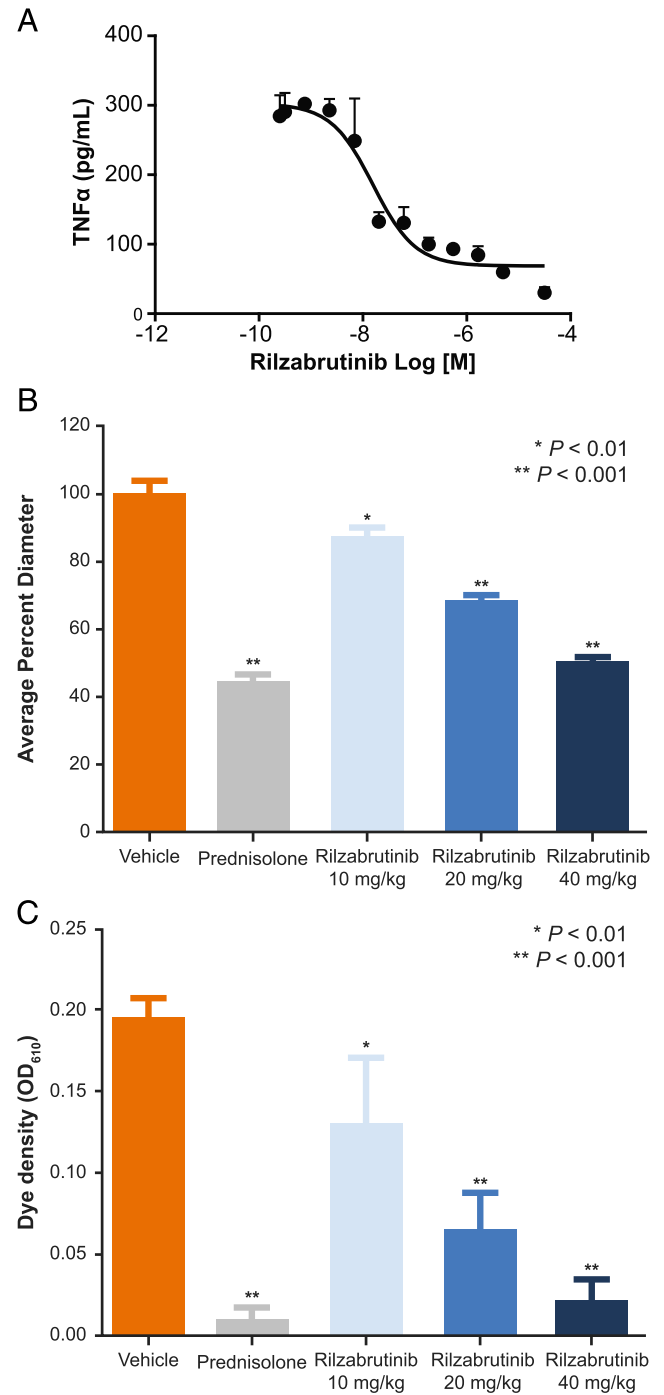 A
400
300
200
100
0
TNFα (pg/mL)
-12
-10
-8
-6
-4
Rilzabrutinib Log [M]
B
120
100
80
60
40
20
0
Average Percent Diameter
* P < 0.01
** P < 0.001
**
*
**
**
Vehicle
Prednisolone
Rilzabrutinib
10 mg/kg
Rilzabrutinib
20 mg/kg
Rilzabrutinib
40 mg/kg
C
0.25
0.20
0.15
0.10
0.05
0.00
Dye density (OD610)
* P < 0.01
** P < 0.001
**
*
**
**
Vehicle
Prednisolone
Rilzabrutinib
10 mg/kg
Rilzabrutinib
20 mg/kg
Rilzabrutinib
40 mg/kg